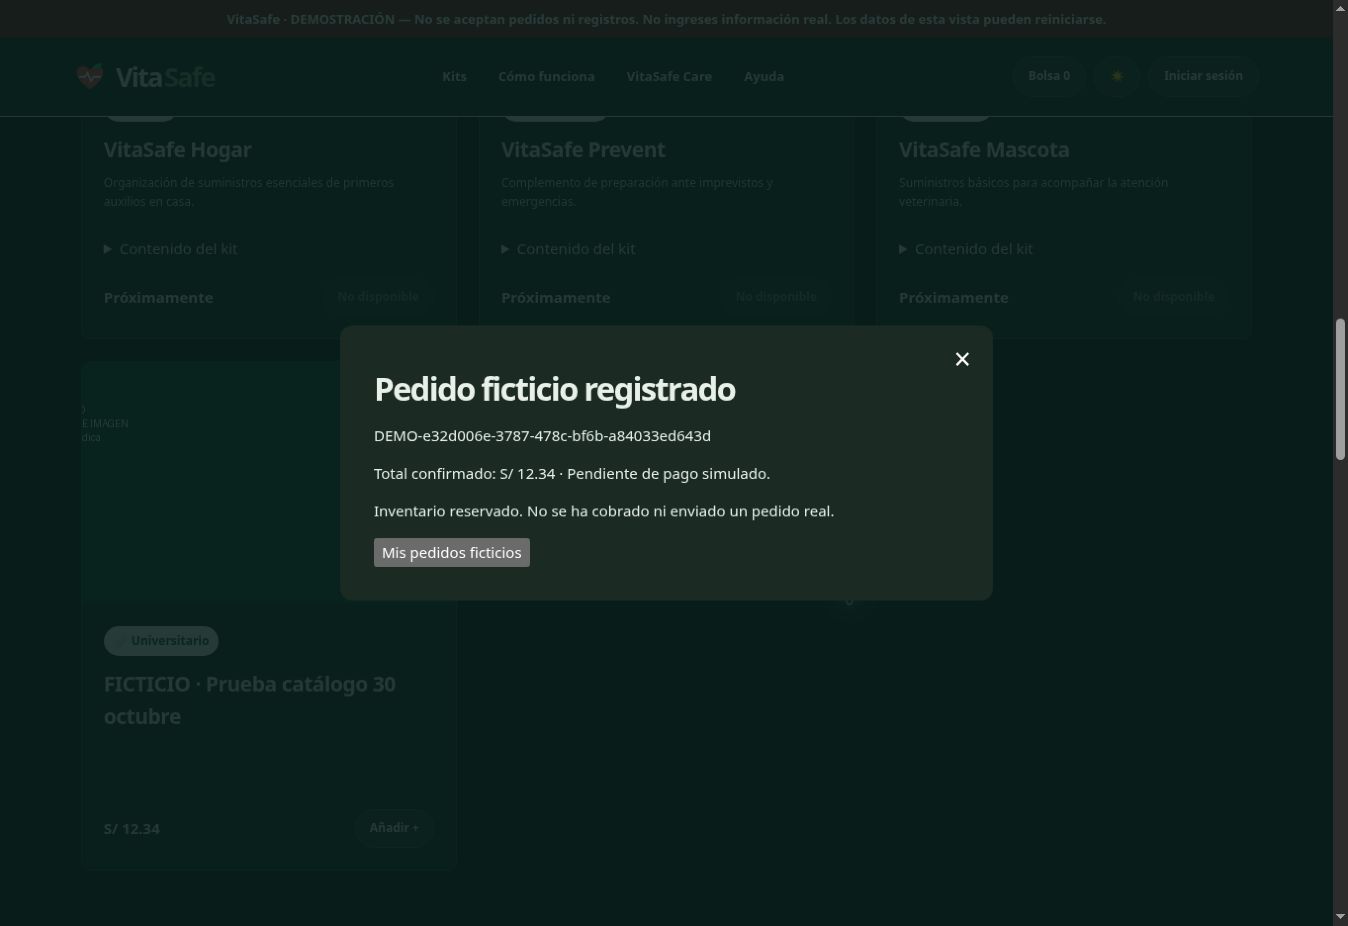 VitaSafe · DEMOSTRACIÓN — No se aceptan pedidos ni registros. No ingreses información real. Los datos de esta vista pueden reiniciarse.
VitaSafe
Kits
Cómo funciona
VitaSafe Care
Ayuda
Bolsa 0
Iniciar sesión
VitaSafe Hogar
Organización de suministros esenciales de primeros
auxilios en casa.
Contenido del kit
Próximamente
No disponible
VitaSafe Prevent
Complemento de preparación ante imprevistos y
emergencias.
Contenido del kit
Próximamente
No disponible
VitaSafe Mascota
Suministros básicos para acompañar la atención
veterinaria.
Contenido del kit
Próximamente
No disponible
Pedido ficticio registrado
DEMO-e32d006e-3787-478c-bf6b-a84033ed643d
Total confirmado: S/ 12.34 · Pendiente de pago simulado.
Inventario reservado. No se ha cobrado ni enviado un pedido real.
Mis pedidos ficticios
E IMAGEN
dica
Universitario
FICTICIO · Prueba catálogo 30
octubre
S/ 12.34
Añadir +